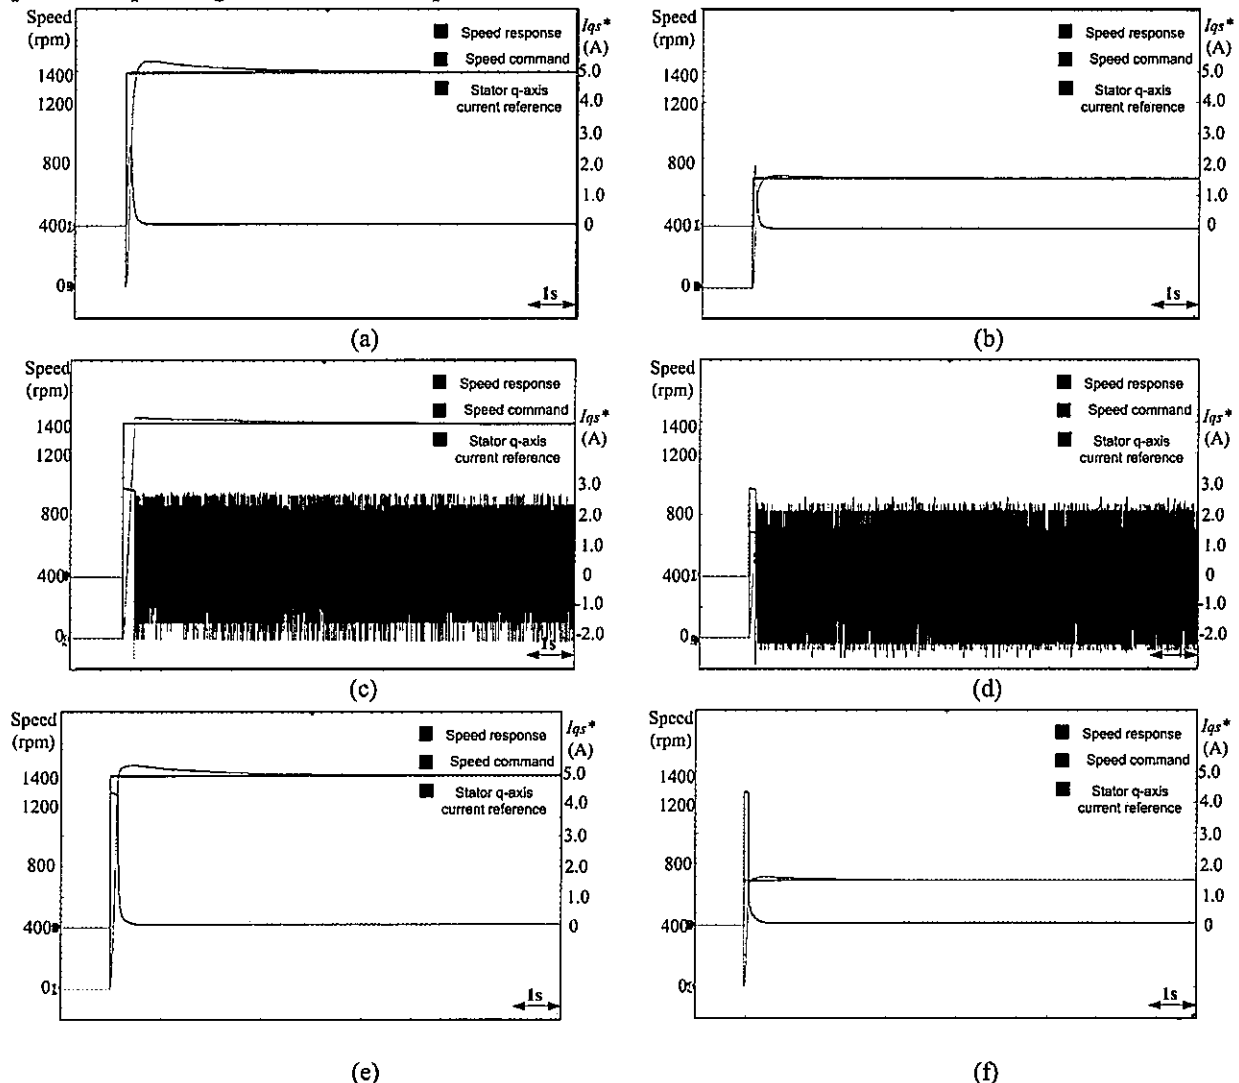 Speed
(rpm)
Iqs*
(A)
Speed response
Speed command
Stator q-axis
current reference
1400
1200
800
400
0
5.0
4.0
3.0
2.0
1.0
0
1s
(a)
Speed
(rpm)
Iqs*
(A)
Speed response
Speed command
Stator q-axis
current reference
1400
1200
800
400
0
5.0
4.0
3.0
2.0
1.0
0
1s
(b)
Speed
(rpm)
Iqs*
(A)
Speed response
Speed command
Stator q-axis
current reference
1400
1200
800
400
0
3.0
2.0
1.0
0
-1.0
-2.0
1s
(c)
Speed
(rpm)
Iqs*
(A)
Speed response
Speed command
Stator q-axis
current reference
1400
1200
800
400
0
3.0
2.0
1.0
0
-1.0
-2.0
1s
(d)
Speed
(rpm)
Iqs*
(A)
Speed response
Speed command
Stator q-axis
current reference
1400
1200
800
400
0
5.0
4.0
3.0
2.0
1.0
0
1s
(e)
Speed
(rpm)
Iqs*
(A)
Speed response
Speed command
Stator q-axis
current reference
1400
1200
800
400
0
5.0
4.0
3.0
2.0
1.0
0
1s
(f)